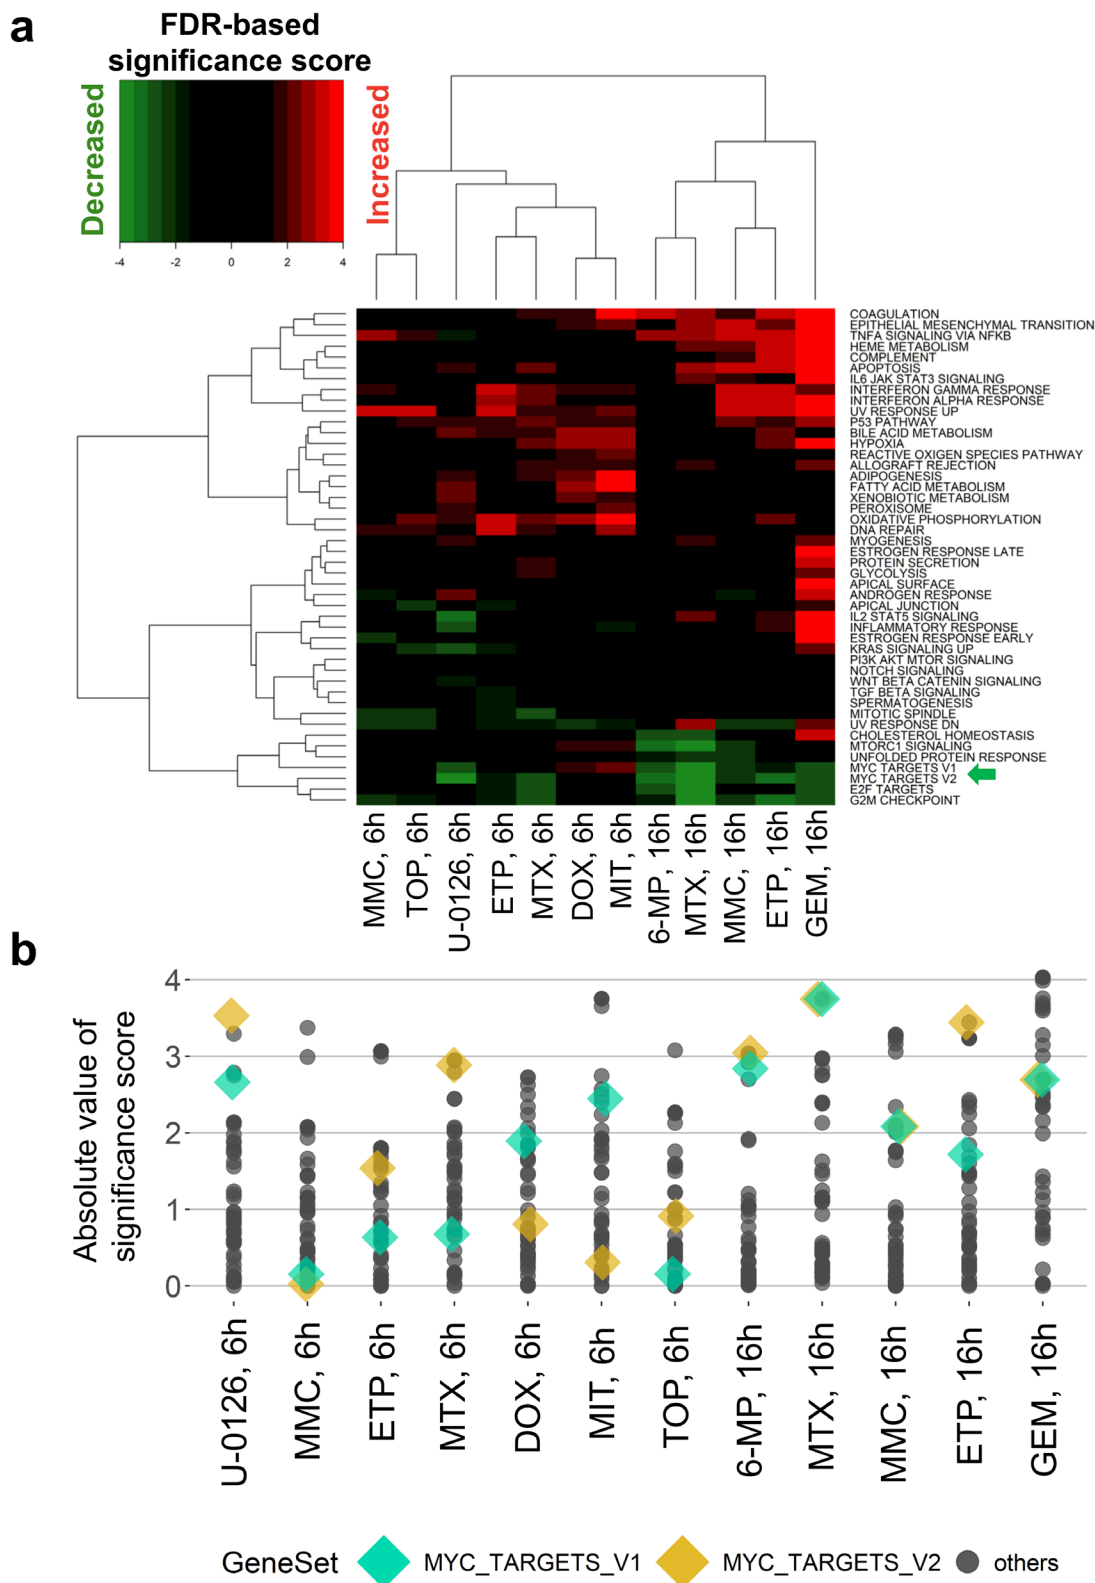 a
FDR-based
significance score
Decreased
Increased
-4 -2 0 2 4
COAGULATION
EPITHELIAL MESENCHYMAL TRANSITION
TNFA SIGNALING VIA NFKB
HEME METABOLISM
COMPLEMENT
APOPTOSIS
IL6 JAK STAT3 SIGNALING
INTERFERON GAMMA RESPONSE
INTERFERON ALPHA RESPONSE
UV RESPONSE UP
P53 PATHWAY
BILE ACID METABOLISM
HYPOXIA
REACTIVE OXIGEN SPECIES PATHWAY
ALLOGRAFT REJECTION
ADIPOGENESIS
FATTY ACID METABOLISM
XENOBIOTIC METABOLISM
PEROXISOME
OXIDATIVE PHOSPHORYLATION
DNA REPAIR
MYOGENESIS
ESTROGEN RESPONSE LATE
PROTEIN SECRETION
GLYCOLYSIS
APICAL SURFACE
ANDROGEN RESPONSE
APICAL JUNCTION
IL2 STAT5 SIGNALING
INFLAMMATORY RESPONSE
ESTROGEN RESPONSE EARLY
KRAS SIGNALING UP
PI3K AKT MTOR SIGNALING
NOTCH SIGNALING
WNT BETA CATENIN SIGNALING
TGF BETA SIGNALING
SPERMATOGENESIS
MITOTIC SPINDLE
UV RESPONSE DN
CHOLESTEROL HOMEOSTASIS
MTORC1 SIGNALING
UNFOLDED PROTEIN RESPONSE
MYC TARGETS V1
MYC TARGETS V2
E2F TARGETS
G2M CHECKPOINT
MMC, 6h
TOP, 6h
U-0126, 6h
ETP, 6h
MTX, 6h
DOX, 6h
MIT, 6h
6-MP, 16h
MTX, 16h
MMC, 16h
ETP, 16h
GEM, 16h
b
Absolute value of
significance score
4
3
2
1
0
U-0126, 6h
MMC, 6h
ETP, 6h
MTX, 6h
DOX, 6h
MIT, 6h
TOP, 6h
6-MP, 16h
MTX, 16h
MMC, 16h
ETP, 16h
GEM, 16h
GeneSet MYC_TARGETS_V1 MYC_TARGETS_V2 others